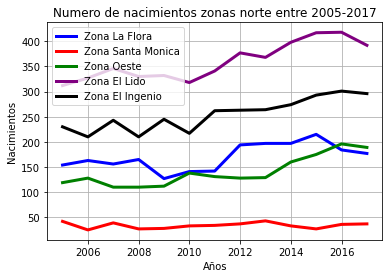 Numero de nacimientos zonas norte entre 2005-2017
Zona La Flora
Zona Santa Monica
Zona Oeste
Zona El Lido
Zona El Ingenio
Nacimientos
400
350
300
250
200
150
100
50
2006 2008 2010 2012 2014 2016
Años